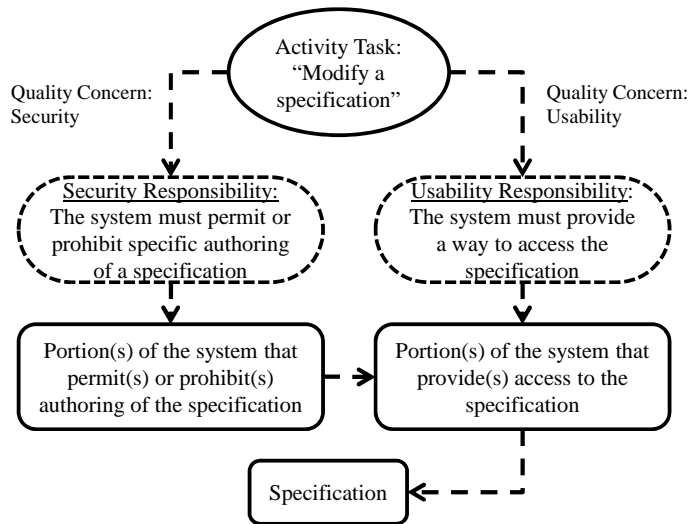 Activity Task:
“Modify a
specification”
Quality Concern:
Security
Quality Concern:
Usability
Security Responsibility:
The system must permit or
prohibit specific authoring
of a specification
Usability Responsibility:
The system must provide
a way to access the
specification
Portion(s) of the system that
permit(s) or prohibit(s)
authoring of the specification
Portion(s) of the system that
provide(s) access to the
specification
Specification